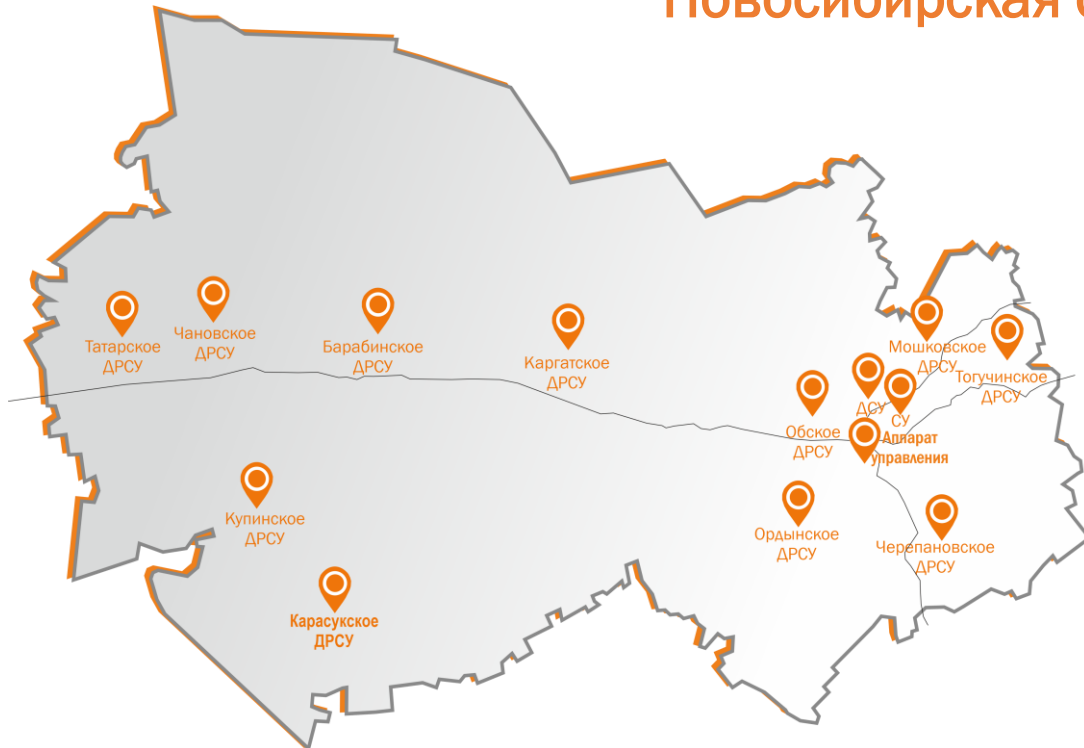 Новосибирская
Татарское
ДРСУ
Чановское
ДРСУ
Барабинское
ДРСУ
Каргатское
ДРСУ
Мошковское
ДРСУ
Тогучинское
ДРСУ
ДСУ
СУ
Обское
ДРСУ
Аппарат
управления
Купинское
ДРСУ
Ордынское
ДРСУ
Черепановское
ДРСУ
Карасукское
ДРСУ